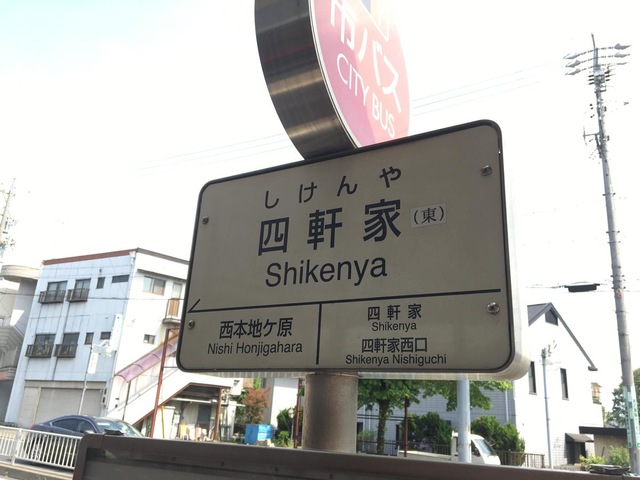 市バス
CITY BUS
しけんや
四軒家（東）
Shikenya
西本地ケ原
Nishi Honjigahara
四軒家
Shikenya
四軒家西口
Shikenya Nishiguchi